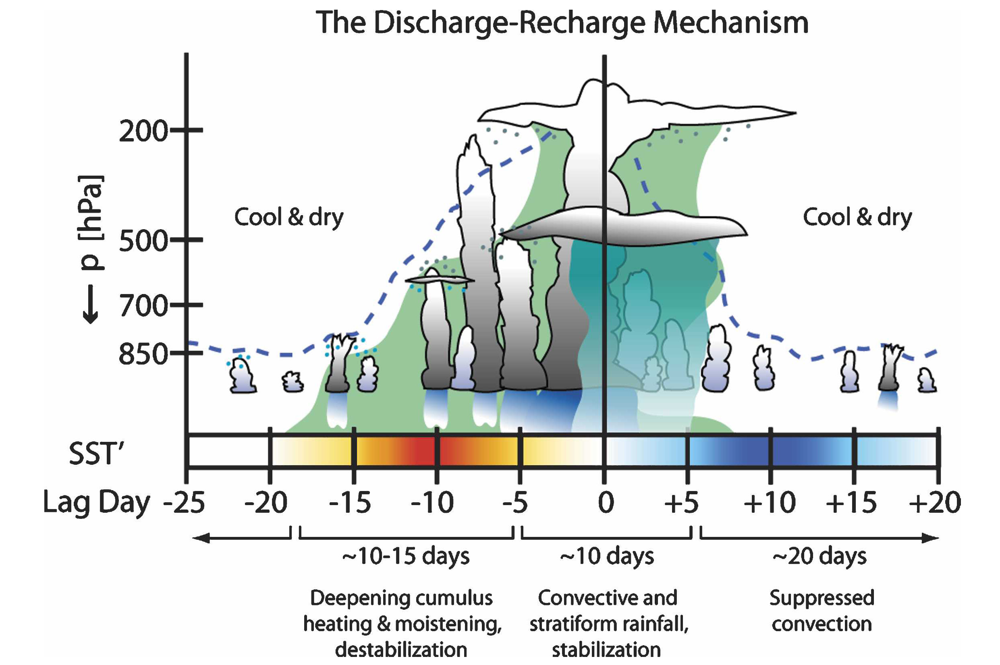 The Discharge-Recharge Mechanism
200
500
700
850
p [hPa]
Cool & dry
Cool & dry
SST′
Lag Day -25 -20 -15 -10 -5 0 +5 +10 +15 +20
~10-15 days
~10 days
~20 days
Deepening cumulus
heating & moistening,
destabilization
Convective and
stratiform rainfall,
stabilization
Suppressed
convection